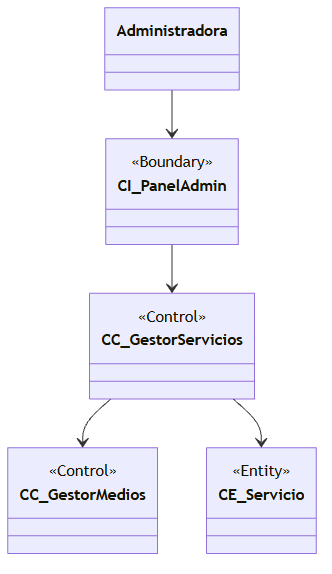 Administradora
«Boundary»
CI_PanelAdmin
«Control»
CC_GestorServicios
«Control»
CC_GestorMedios
«Entity»
CE_Servicio